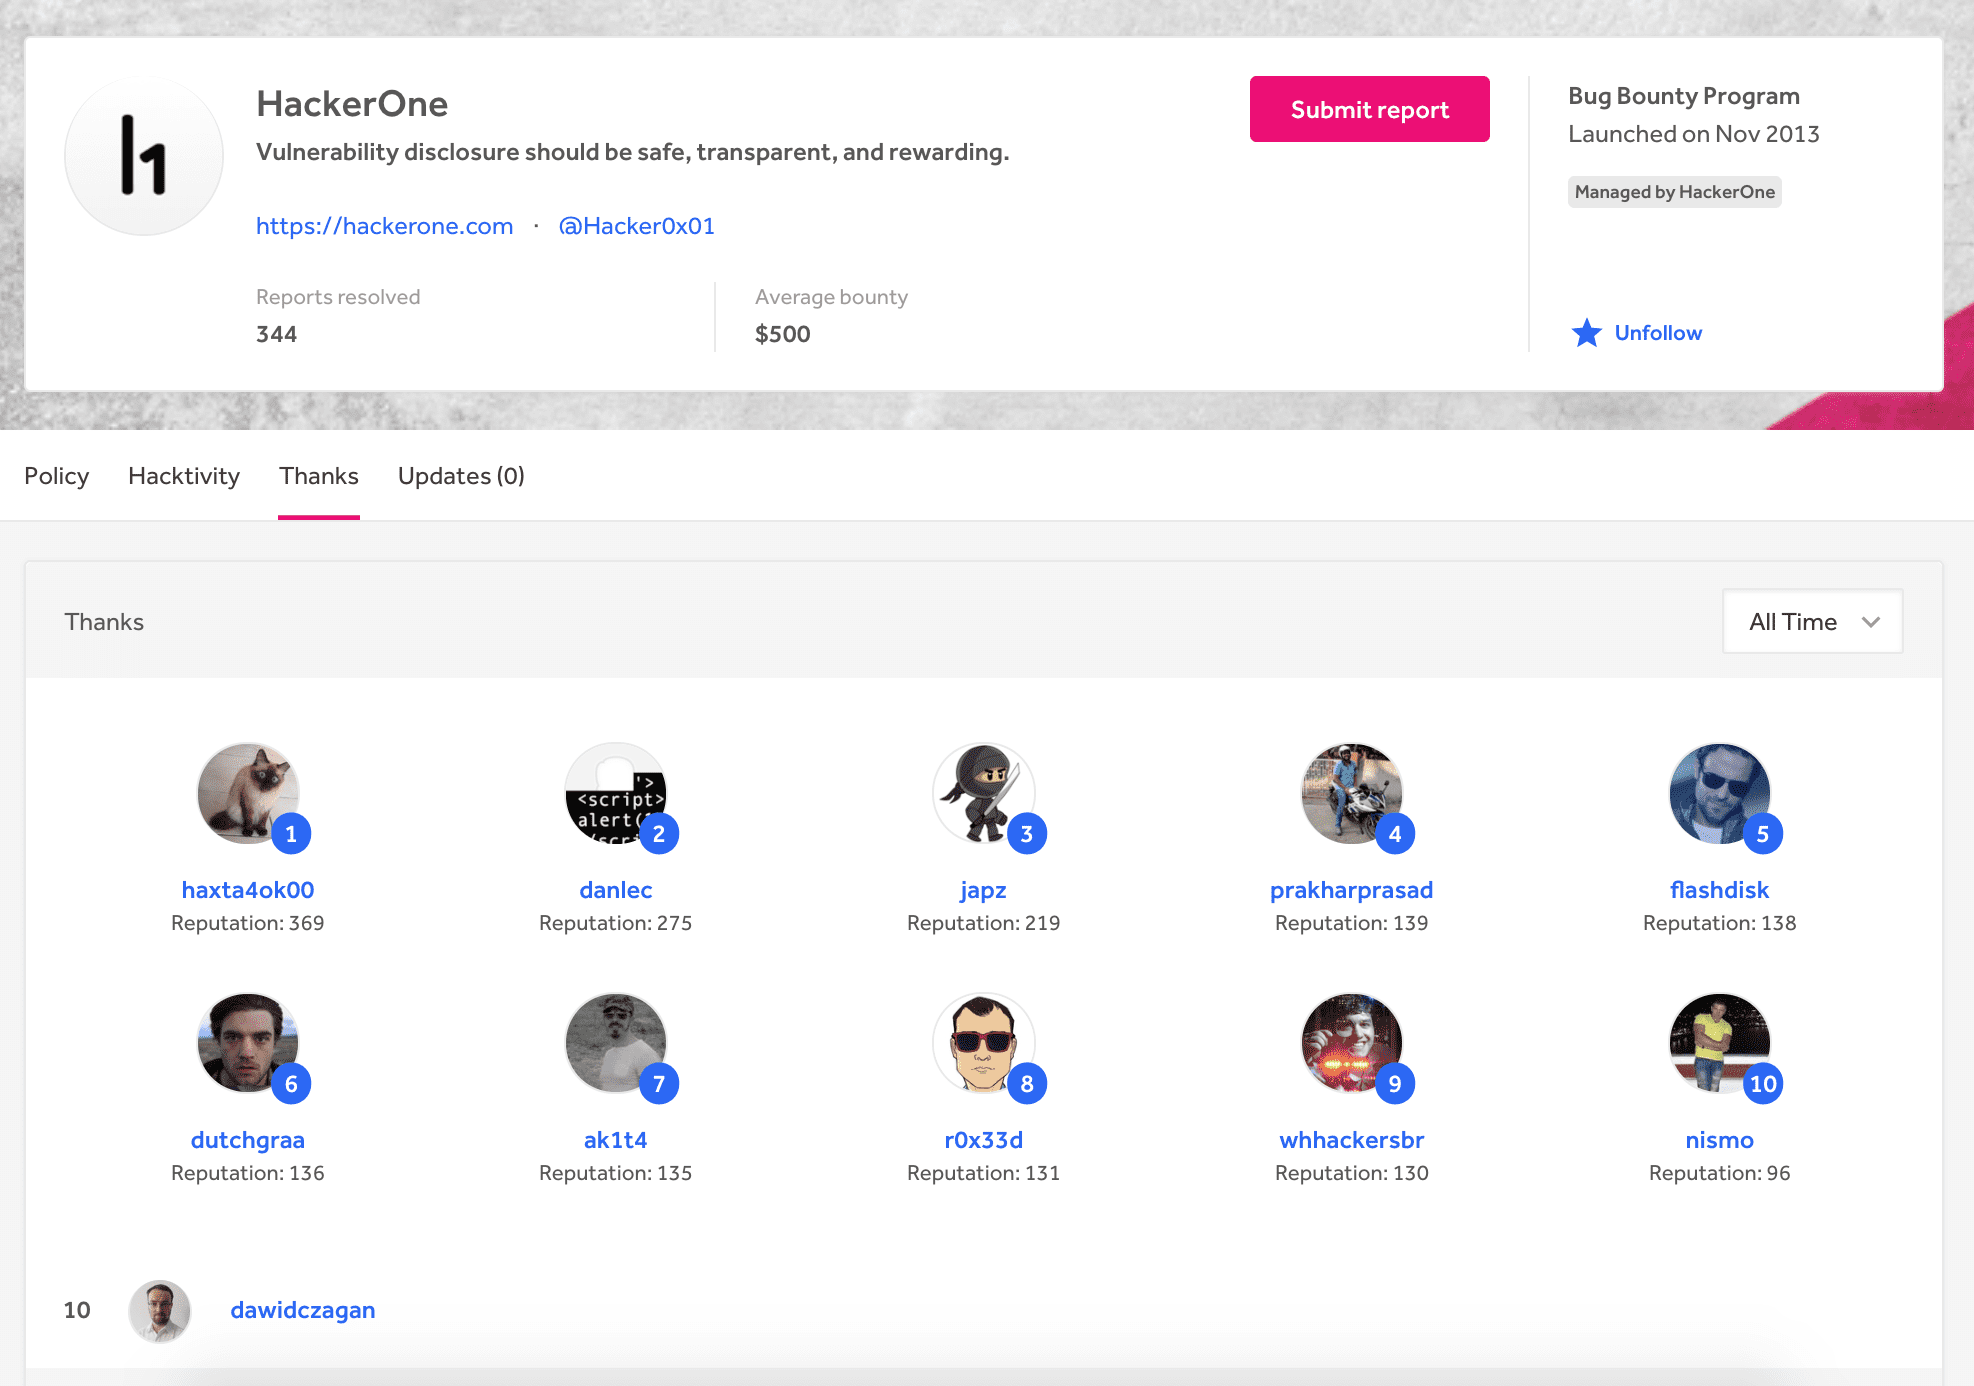 HackerOne
Vulnerability disclosure should be safe, transparent, and rewarding.
https://hackerone.com · @Hacker0x01
Reports resolved
344
Average bounty
$500
Submit report
Bug Bounty Program
Launched on Nov 2013
Managed by HackerOne
Unfollow
Policy Hacktivity Thanks Updates (0)
Thanks
All Time
'>
<script>
alert(
1 2 3 4 5
haxta4ok00 danlec japz prakharprasad flashdisk
Reputation: 369 Reputation: 275 Reputation: 219 Reputation: 139 Reputation: 138
6 7 8 9 10
dutchgraa ak1t4 r0x33d whhackersbr nismo
Reputation: 136 Reputation: 135 Reputation: 131 Reputation: 130 Reputation: 96
10 dawidczagan